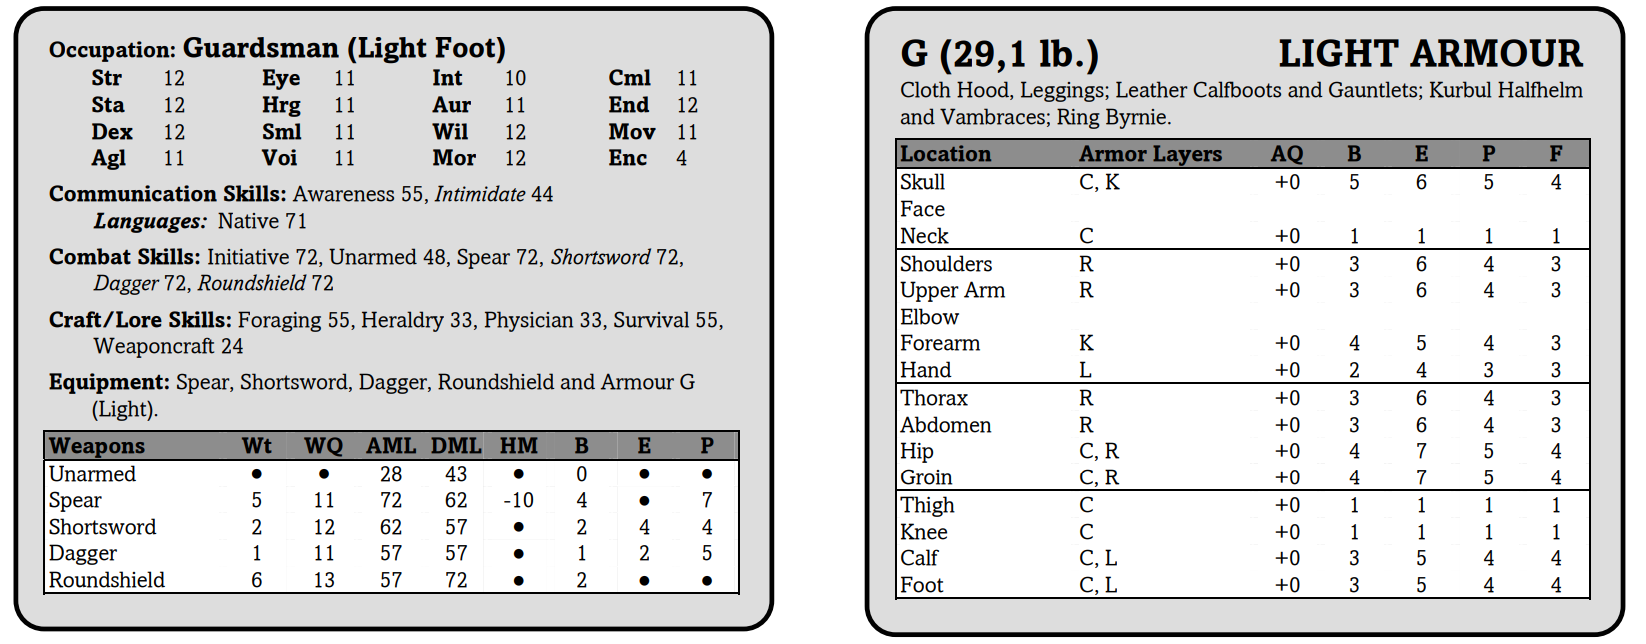 Occupation: Guardsman (Light Foot)
Str 12 Eye 11 Int 10 Cml 11
Sta 12 Hrg 11 Aur 11 End 12
Dex 12 Sml 11 Wil 12 Mov 11
Agl 11 Voi 11 Mor 12 Enc 4
Communication Skills: Awareness 55, Intimidate 44
Languages: Native 71
Combat Skills: Initiative 72, Unarmed 48, Spear 72, Shortsword 72,
Dagger 72, Roundshield 72
Craft/Lore Skills: Foraging 55, Heraldry 33, Physician 33, Survival 55,
Weaponcraft 24
Equipment: Spear, Shortsword, Dagger, Roundshield and Armour G
(Light).
Weapons Wt WQ AML DML HM B E P
Unarmed • • 28 43 • 0 • •
Spear 5 11 72 62 -10 4 • 7
Shortsword 2 12 62 57 • 2 4 4
Dagger 1 11 57 57 • 1 2 5
Roundshield 6 13 57 72 • 2 • •
G (29,1 lb.) LIGHT ARMOUR
Cloth Hood, Leggings; Leather Calfboots and Gauntlets; Kurbul Halfhelm
and Vambraces; Ring Byrnie.
Location Armor Layers AQ B E P F
Skull C, K +0 5 6 5 4
Face
Neck C +0 1 1 1 1
Shoulders R +0 3 6 4 3
Upper Arm R +0 3 6 4 3
Elbow
Forearm K +0 4 5 4 3
Hand L +0 2 4 3 3
Thorax R +0 3 6 4 3
Abdomen R +0 3 6 4 3
Hip C, R +0 4 7 5 4
Groin C, R +0 4 7 5 4
Thigh C +0 1 1 1 1
Knee C +0 1 1 1 1
Calf C, L +0 3 5 4 4
Foot C, L +0 3 5 4 4